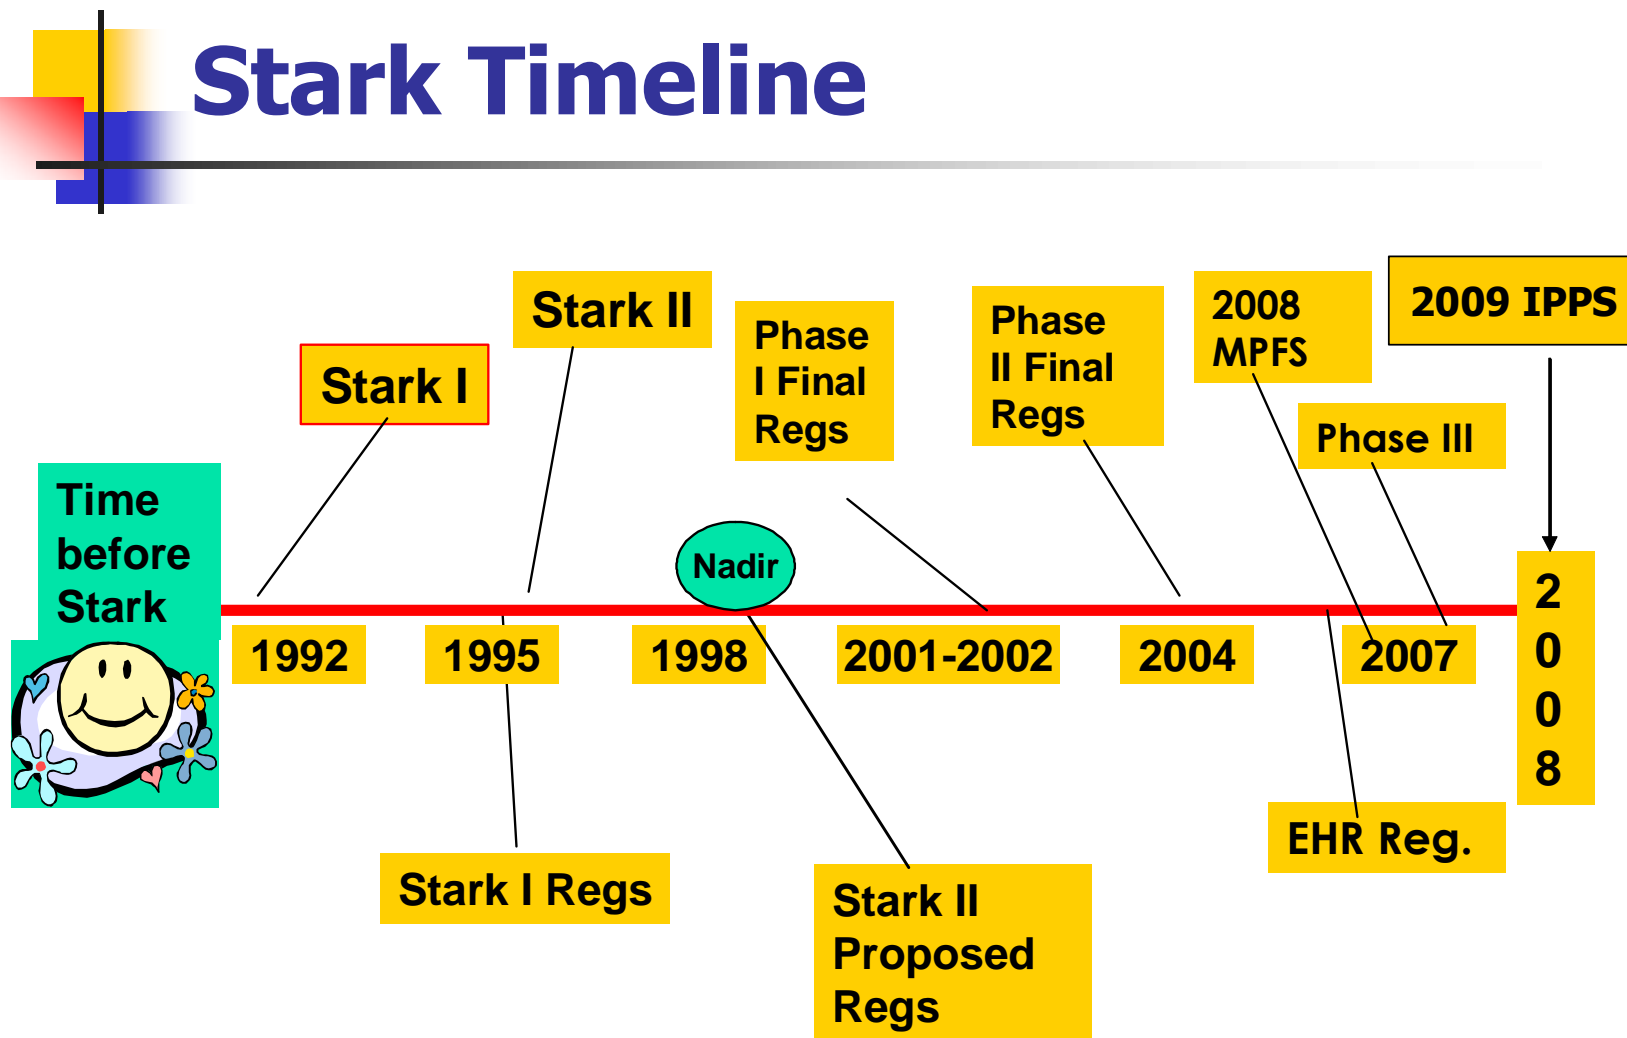 Stark Timeline
2009 IPPS
Stark II
2008
MPFS
Phase
I Final
Regs
Phase
II Final
Regs
Stark I
Phase III
Time
before
Stark
Nadir
1992
1995
1998
2001-2002
2004
2007
2
0
0
8
EHR Reg.
Stark I Regs
Stark II
Proposed
Regs